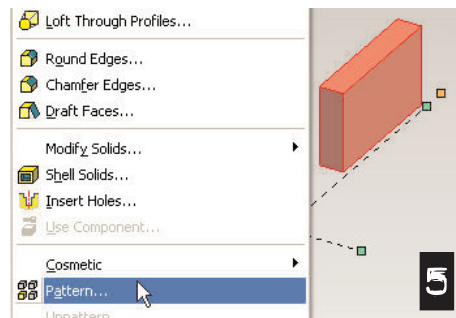 Loft Through Profiles...
Round Edges...
Chamfer Edges...
Draft Faces...
Modify Solids...
Shell Solids...
Insert Holes...
Use Component...
Cosmetic
Pattern...
Unpattern
5